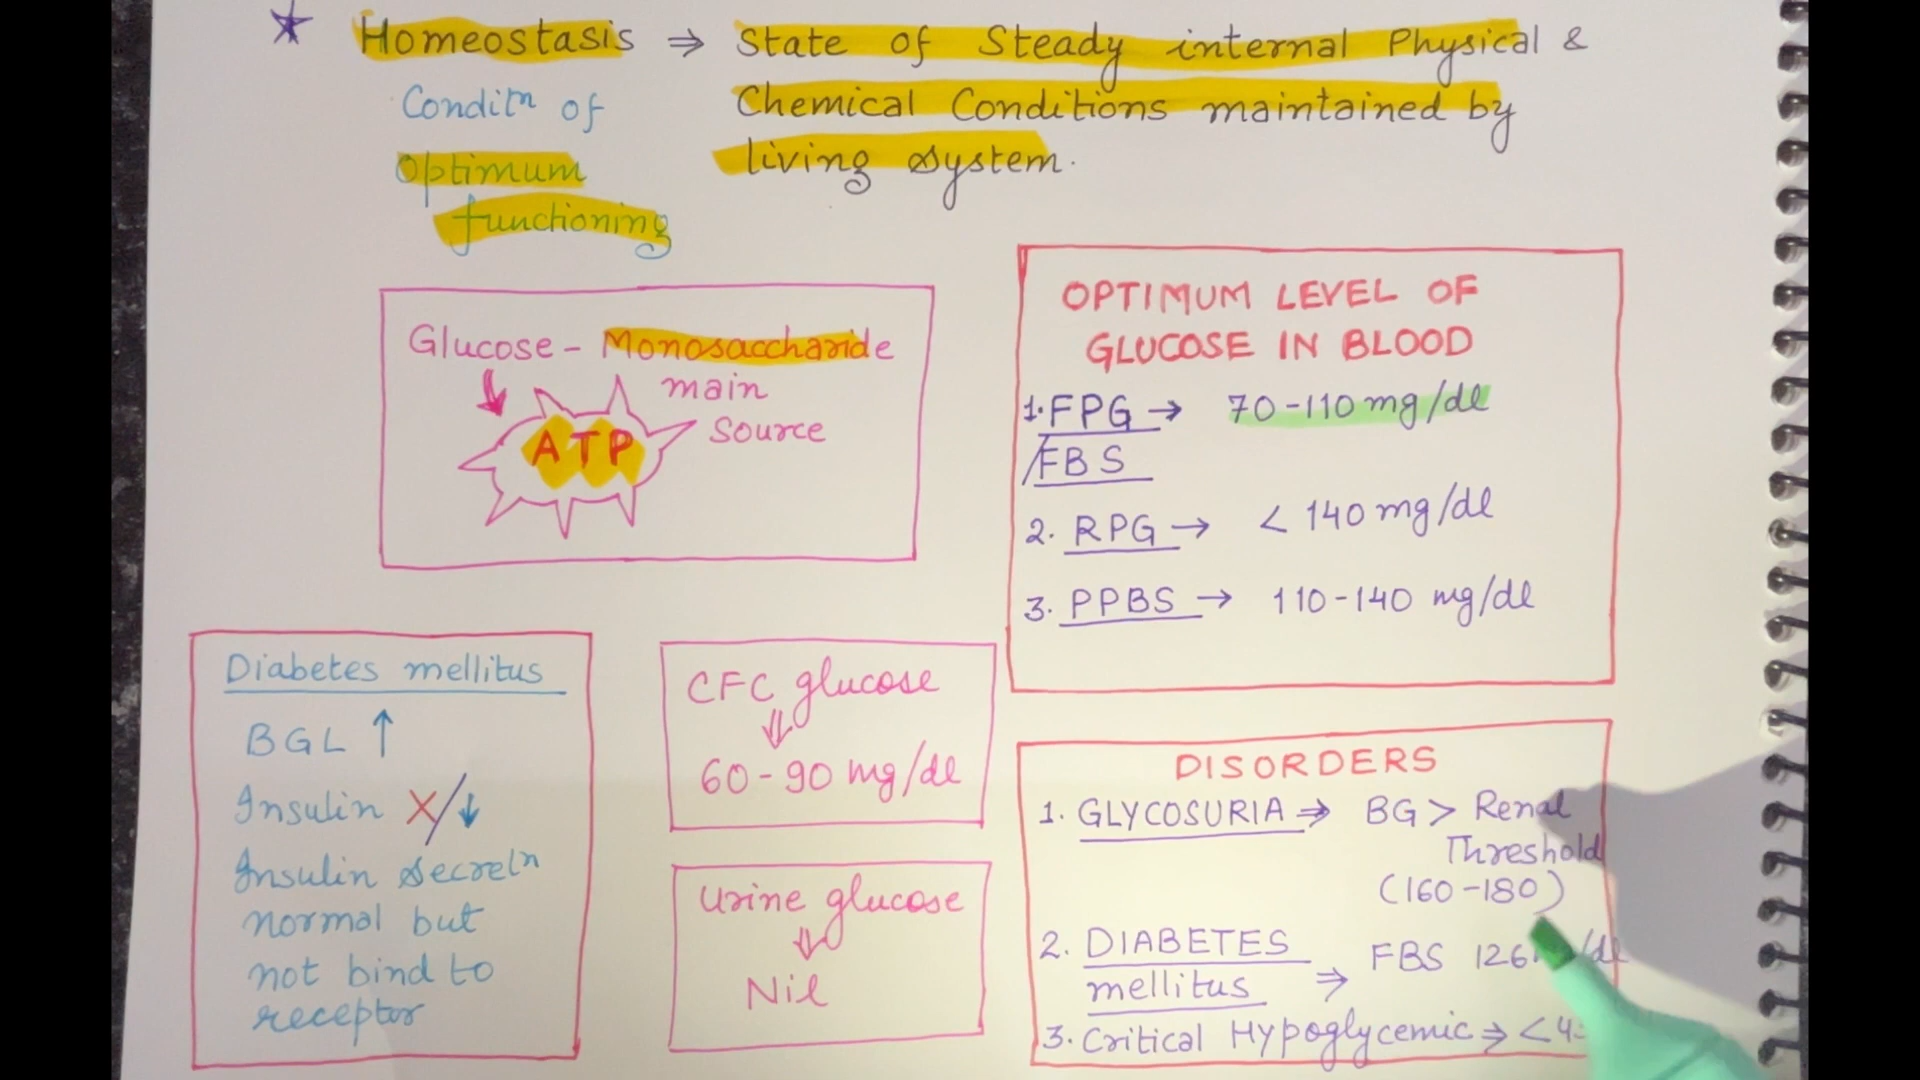 Homeostasis ⇒ State of Steady internal Physical &
Chemical Conditions maintained by
living System.
Conditn of
optimum
functioning
Glucose - Monosaccharide
main
Source
ATP
OPTIMUM LEVEL OF
GLUCOSE IN BLOOD
1. FPG → 70-110 mg/dl
/FBS
2. RPG → < 140 mg/dl
3. PPBS → 110-140 mg/dl
Diabetes mellitus
BGL ↑
Insulin X/↓
Insulin Secretn
normal but
not bind to
receptor
CFC glucose
⇓
60-90 mg/dl
Urine glucose
⇓
Nil
DISORDERS
1. GLYCOSURIA ⇒ BG > Renal
Threshold
(160-180)
2. DIABETES
mellitus ⇒ FBS 126
3. Critical Hypoglycemic ⇒ <